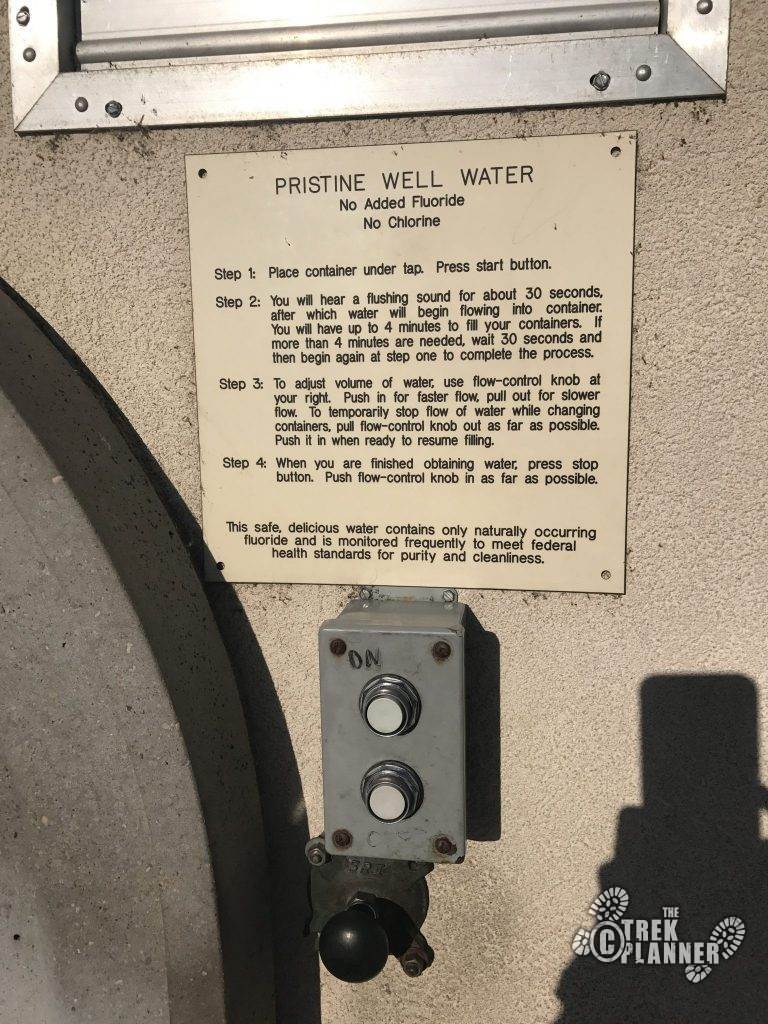 PRISTINE WELL WATER
No Added Fluoride
No Chlorine
Step 1: Place container under tap. Press start button.
Step 2: You will hear a flushing sound for about 30 seconds,
after which water will begin flowing into container.
You will have up to 4 minutes to fill your containers. If
more than 4 minutes are needed, wait 30 seconds and
then begin again at step one to complete the process.
Step 3: To adjust volume of water, use flow-control knob at
your right. Push in for faster flow, pull out for slower
flow. To temporarily stop flow of water while changing
containers, pull flow-control knob out as far as possible.
Push it in when ready to resume filling.
Step 4: When you are finished obtaining water, press stop
button. Push flow-control knob in as far as possible.
This safe, delicious water contains only naturally occurring
fluoride and is monitored frequently to meet federal
health standards for purity and cleanliness.
ON
©THE
TREK
PLANNER